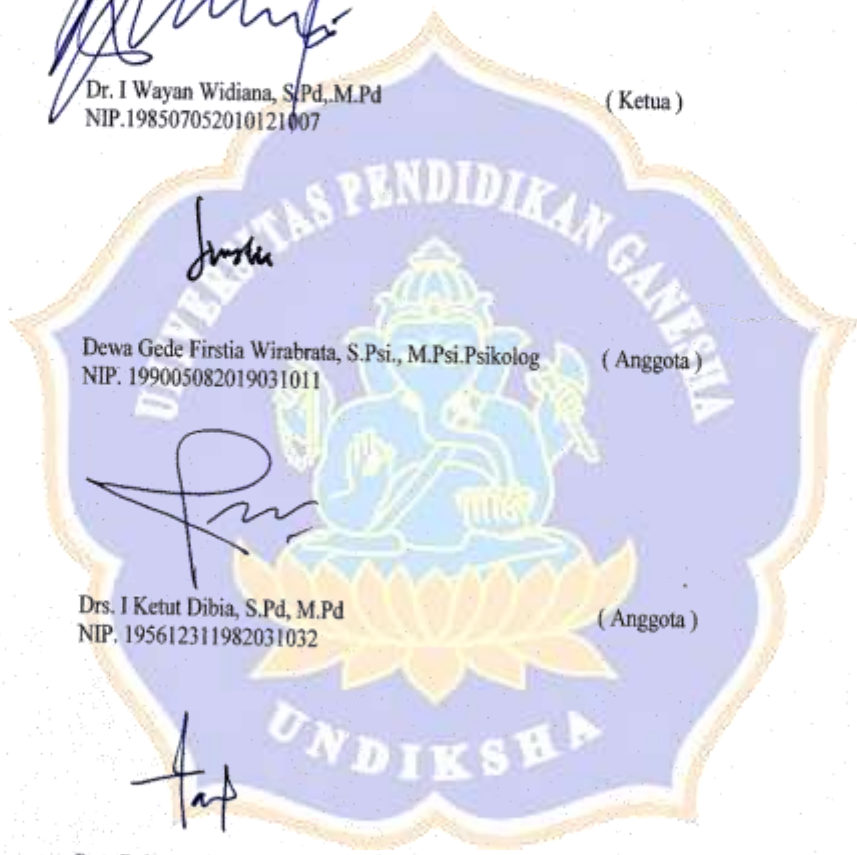 Dr. I Wayan Widiana, S.Pd,.M.Pd ( Ketua )
NIP.198507052010121007
UNIVERSITAS PENDIDIKAN GANESHA
Dewa Gede Firstia Wirabrata, S.Psi., M.Psi.Psikolog ( Anggota )
NIP. 199005082019031011
Drs. I Ketut Dibia, S.Pd, M.Pd ( Anggota )
NIP. 195612311982031032
UNDIKSHA